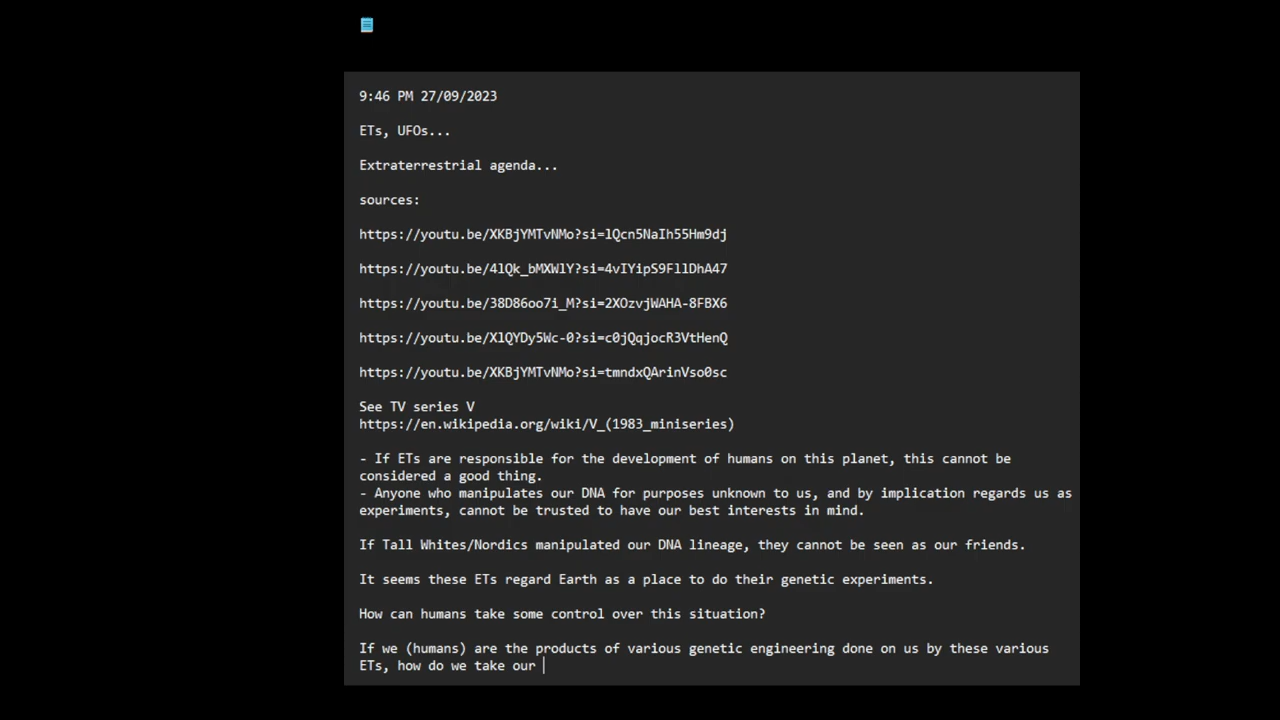 9:46 PM 27/09/2023
ETs, UFOs...
Extraterrestrial agenda...
sources:
https://youtu.be/XKBjYMTvNMo?si=lQcn5NaIh55Hm9dj
https://youtu.be/4lQk_bMXWlY?si=4vIYipS9FllDhA47
https://youtu.be/38D86oo7i_M?si=2XOzvjWAHA-8FBX6
https://youtu.be/XlQYDy5Wc-0?si=c0jQqjocR3VtHenQ
https://youtu.be/XKBjYMTvNMo?si=tmndxQArinVso0sc
See TV series V
https://en.wikipedia.org/wiki/V_(1983_miniseries)
- If ETs are responsible for the development of humans on this planet, this cannot be
considered a good thing.
- Anyone who manipulates our DNA for purposes unknown to us, and by implication regards us as
experiments, cannot be trusted to have our best interests in mind.
If Tall Whites/Nordics manipulated our DNA lineage, they cannot be seen as our friends.
It seems these ETs regard Earth as a place to do their genetic experiments.
How can humans take some control over this situation?
If we (humans) are the products of various genetic engineering done on us by these various
ETs, how do we take our